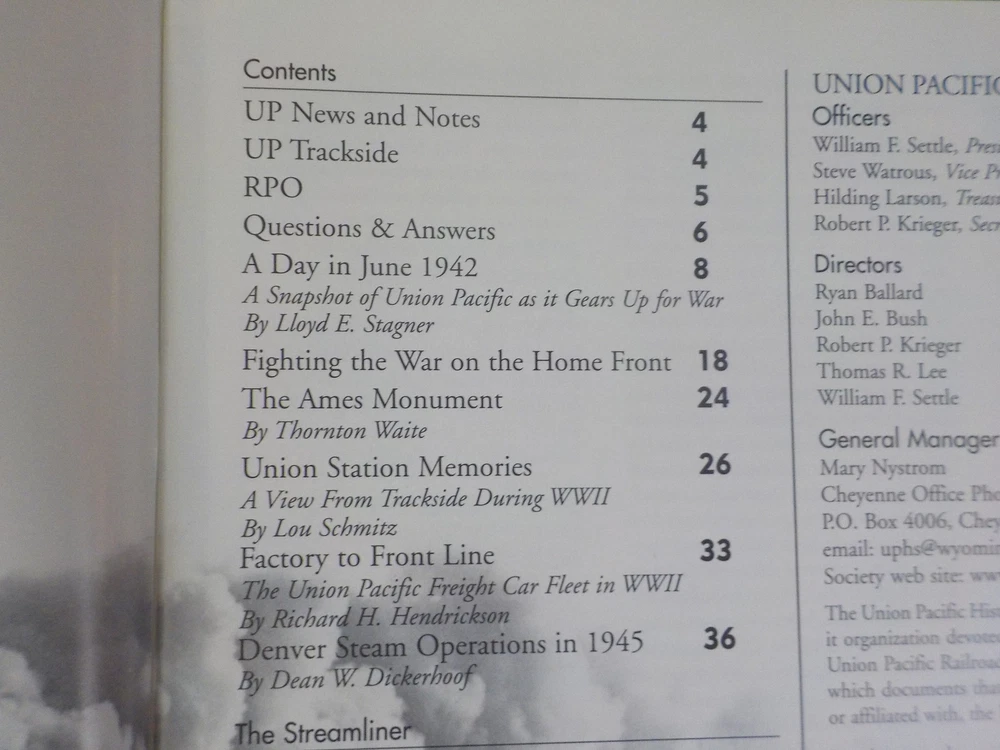 Contents
UP News and Notes 4
UP Trackside 4
RPO 5
Questions & Answers 6
A Day in June 1942 8
A Snapshot of Union Pacific as it Gears Up for War
By Lloyd E. Stagner
Fighting the War on the Home Front 18
The Ames Monument 24
By Thornton Waite
Union Station Memories 26
A View From Trackside During WWII
By Lou Schmitz
Factory to Front Line 33
The Union Pacific Freight Car Fleet in WWII
By Richard H. Hendrickson
Denver Steam Operations in 1945 36
By Dean W. Dickerhoof
The Streamliner
UNION PACIFIC
Officers
William F. Settle,
Steve Watrous, Vice
Hilding Larson,
Robert P. Krieger,
Directors
Ryan Ballard
John E. Bush
Robert P. Krieger
Thomas R. Lee
William F. Settle
General Manager
Mary Nystrom
Cheyenne Office
P.O. Box 4006,
email:
Society web site:
The Union Pacific
it organization
Union Pacific
which documents
or affiliated with, the